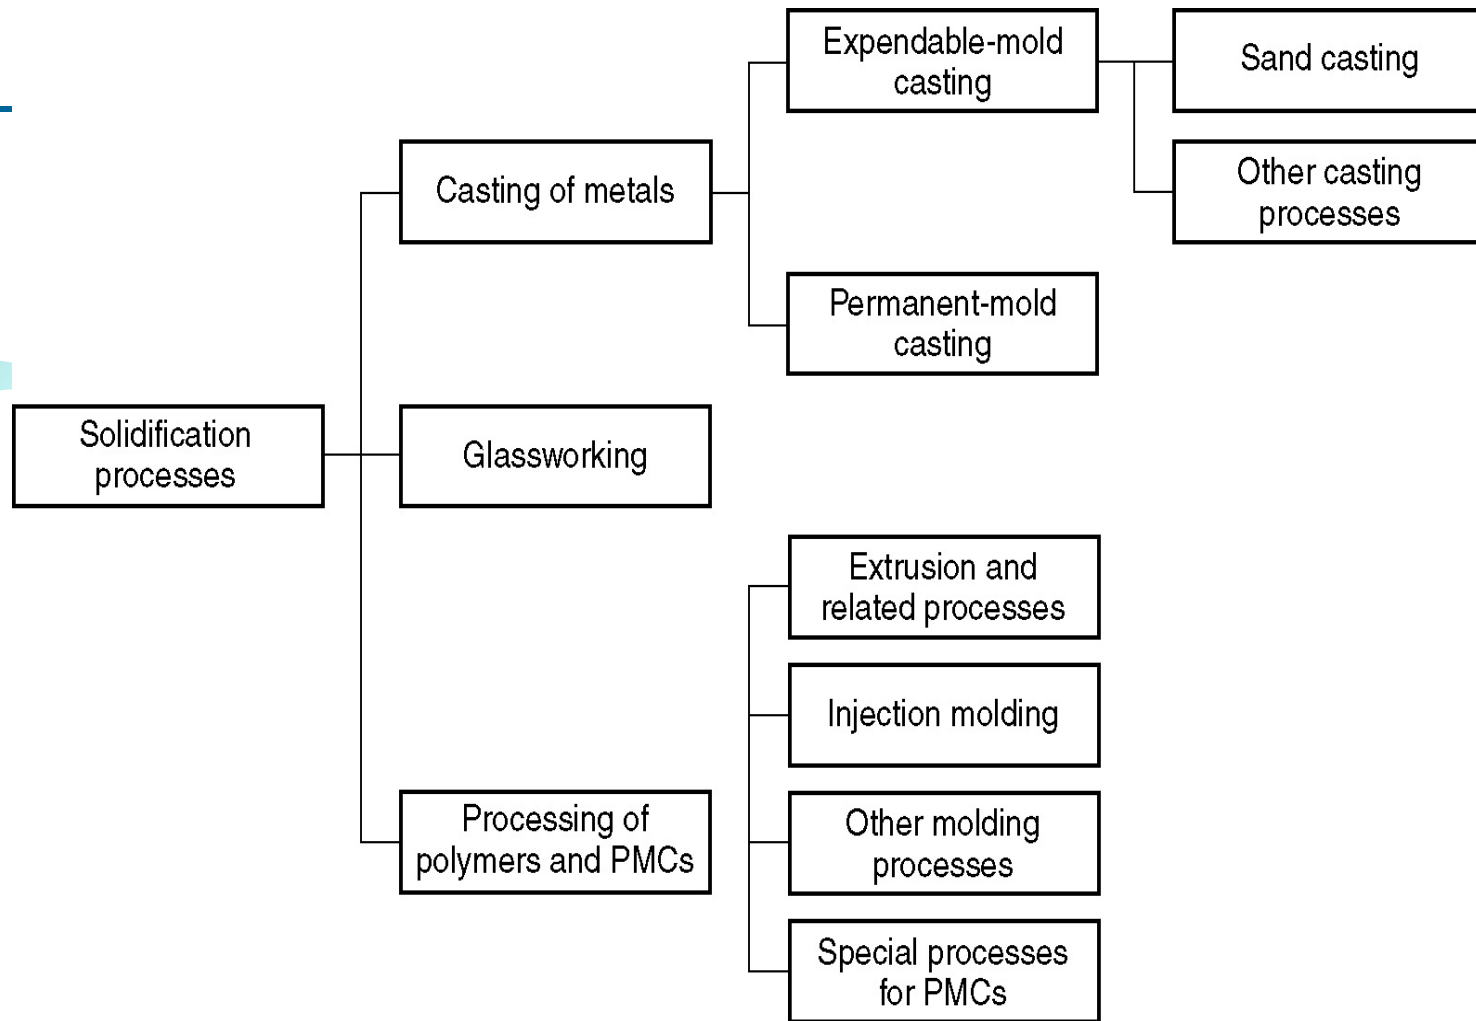 Expendable-mold
casting
Sand casting
Other casting
processes
Casting of metals
Permanent-mold
casting
Solidification
processes
Glassworking
Extrusion and
related processes
Injection molding
Processing of
polymers and PMCs
Other molding
processes
Special processes
for PMCs